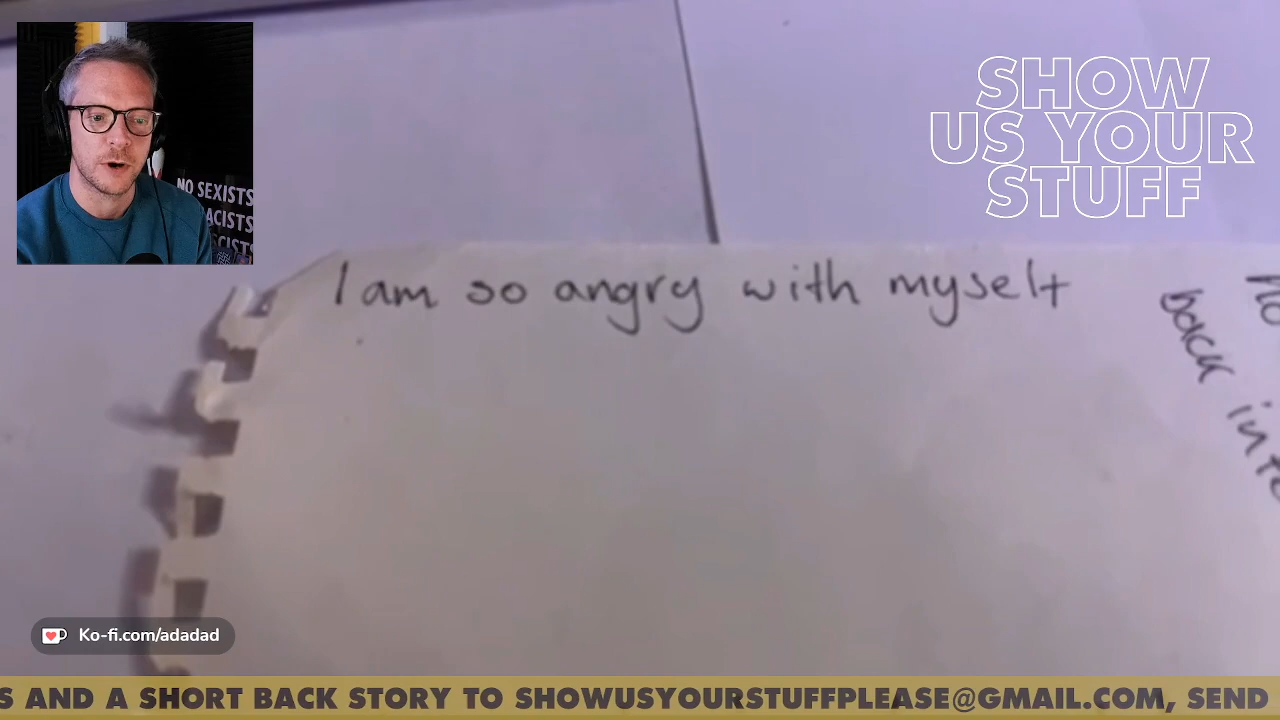 SHOW
US YOUR
STUFF
NO SEXISTS
ACISTS
CISTS
I am so angry with myself
back
Ko-fi.com/adadad
S AND A SHORT BACK STORY TO SHOWUSYOURSTUFFPLEASE@GMAIL.COM, SEND